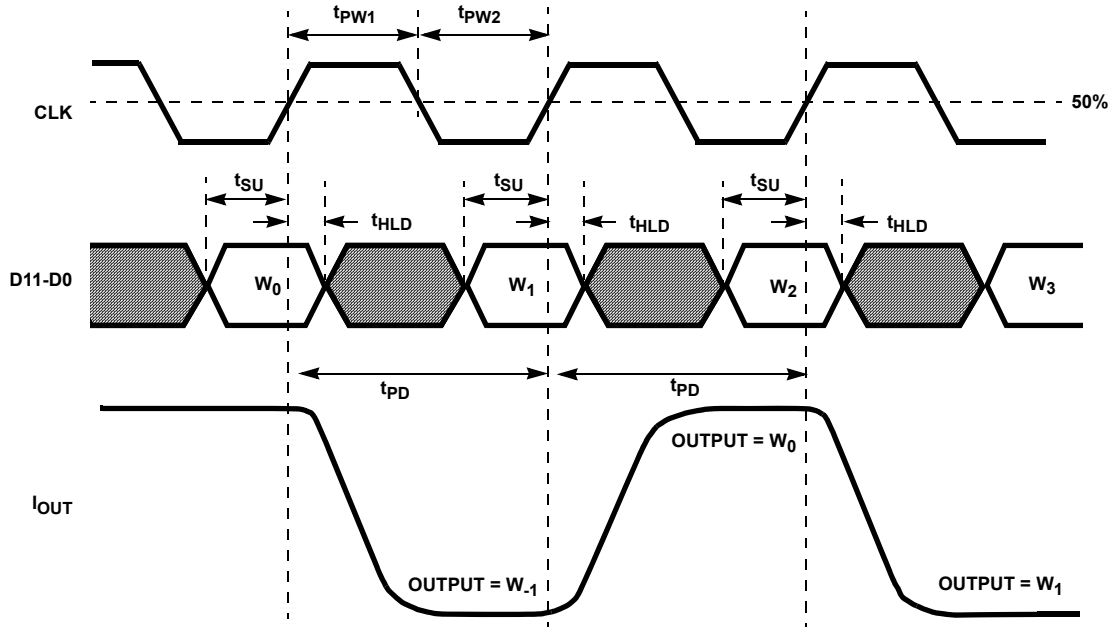 tPW1 tPW2
CLK
50%
tSU tSU tSU
tHLD tHLD tHLD
D11-D0
W0 W1 W2 W3
tPD tPD
OUTPUT = W0
IOUT
OUTPUT = W-1 OUTPUT = W1